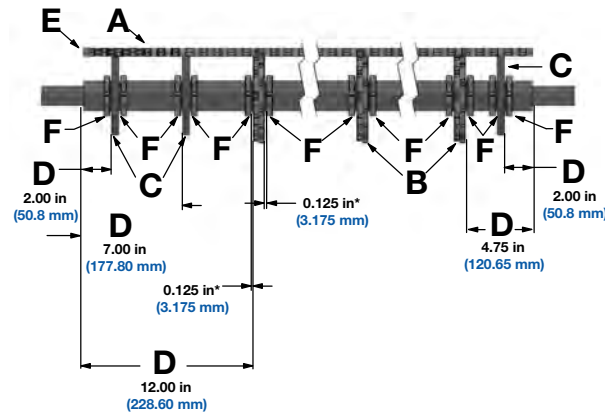 E
A
C
F
F
F
F
F
F
F
F
D
2.00 in
(50.8 mm)
C
B
D
2.00 in
(50.8 mm)
0.125 in*
(3.175 mm)
D
7.00 in
(177.80 mm)
D
4.75 in
(120.65 mm)
0.125 in*
(3.175 mm)
D
12.00 in
(228.60 mm)